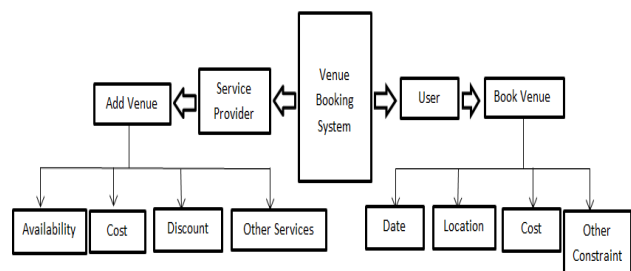 Add Venue
Service
Provider
Venue
Booking
System
User
Book Venue
Availability
Cost
Discount
Other Services
Date
Location
Cost
Other
Constraint